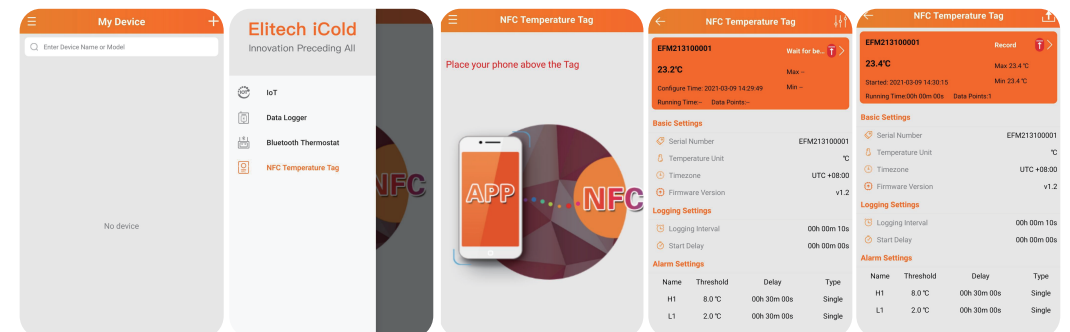 My Device
Enter Device Name or Model
No device
Elitech iCold
Innovation Preceding All
IoT
Data Logger
Bluetooth Thermostat
NFC Temperature Tag
NFC
NFC Temperature Tag
Place your phone above the Tag
APP
NFC
NFC Temperature Tag
EFM213100001
Wait for be...
23.2℃
Max --
Configure Time: 2021-03-09 14:29:49
Min --
Running Time:-- Data Points:--
Basic Settings
Serial Number EFM213100001
Temperature Unit ℃
Timezone UTC +08:00
Firmware Version v1.2
Logging Settings
Logging Interval 00h 00m 10s
Start Delay 00h 00m 00s
Alarm Settings
Name Threshold Delay Type
H1 8.0 ℃ 00h 30m 00s Single
L1 2.0 ℃ 00h 30m 00s Single
NFC Temperature Tag
EFM213100001
Record
23.4℃
Max 23.4 ℃
Started: 2021-03-09 14:30:15
Min 23.4 ℃
Running Time:00h 00m 00s Data Points:1
Basic Settings
Serial Number EFM213100001
Temperature Unit ℃
Timezone UTC +08:00
Firmware Version v1.2
Logging Settings
Logging Interval 00h 00m 10s
Start Delay 00h 00m 00s
Alarm Settings
Name Threshold Delay Type
H1 8.0 ℃ 00h 30m 00s Single
L1 2.0 ℃ 00h 30m 00s Single